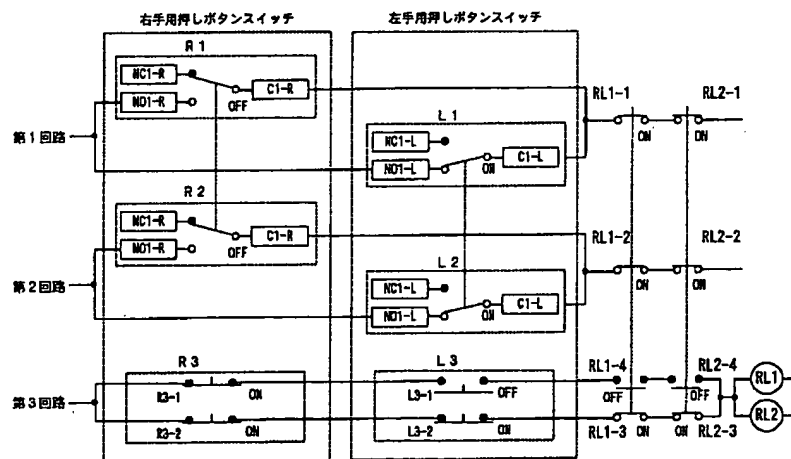 右手用押しボタンスイッチ
左手用押しボタンスイッチ
R1
NC1-R
C1-R
NO1-R
OFF
RL1-1
RL2-1
ON
ON
第1回路
L1
NC1-L
NO1-L
C1-L
ON
R2
NC1-R
NO1-R
C1-R
OFF
RL1-2
RL2-2
ON
ON
第2回路
L2
NC1-L
NO1-L
C1-L
ON
R3
R3-1
ON
R3-2
ON
第3回路
L3
L3-1
OFF
L3-2
ON
RL1-4
RL2-4
OFF
OFF
RL1-3
ON
ON
RL2-3
RL1
RL2